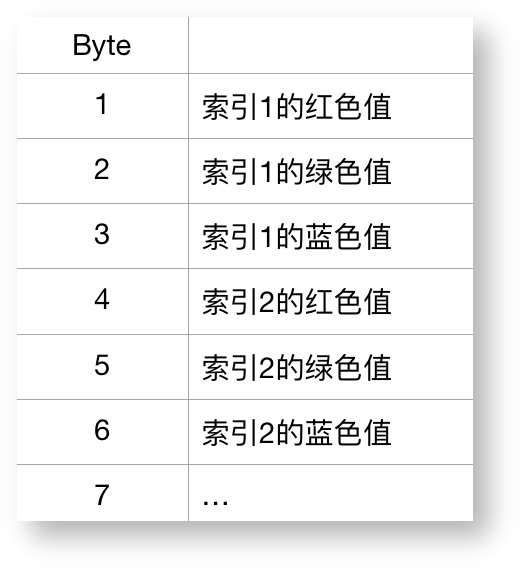 Byte
1 索引1的红色值
2 索引1的绿色值
3 索引1的蓝色值
4 索引2的红色值
5 索引2的绿色值
6 索引2的蓝色值
7 …